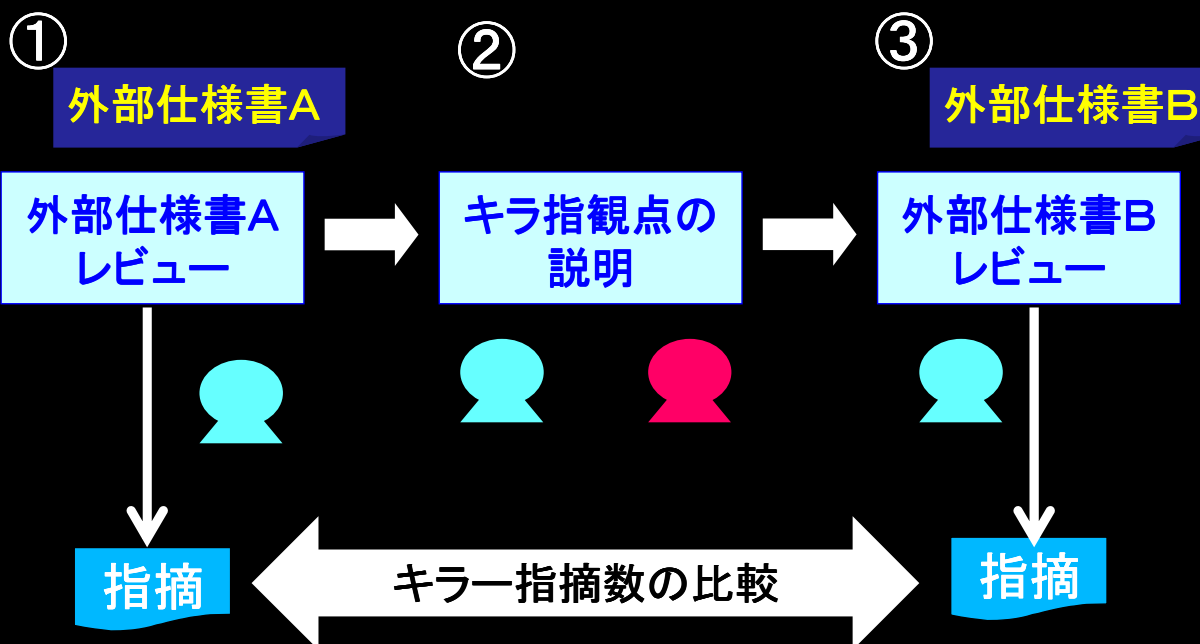 ①
外部仕様書A
外部仕様書A
レビュー
指摘
②
キラ指観点の
説明
③
外部仕様書B
外部仕様書B
レビュー
指摘
キラー指摘数の比較